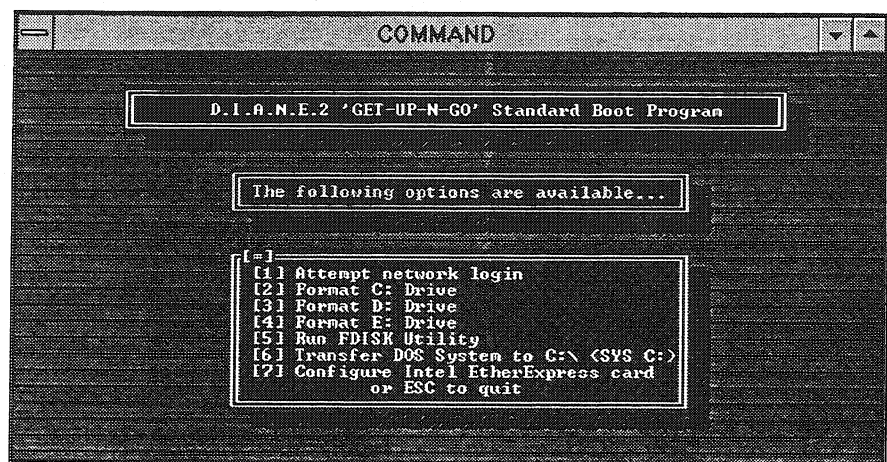 COMMAND
D.I.A.N.E.2 'GET-UP-N-GO' Standard Boot Program
The following options are available...
[=]
[1] Attempt network login
[2] Format C: Drive
[3] Format D: Drive
[4] Format E: Drive
[5] Run FDISK Utility
[6] Transfer DOS System to C:\ (SYS C:)
[7] Configure Intel EtherExpress card
or ESC to quit